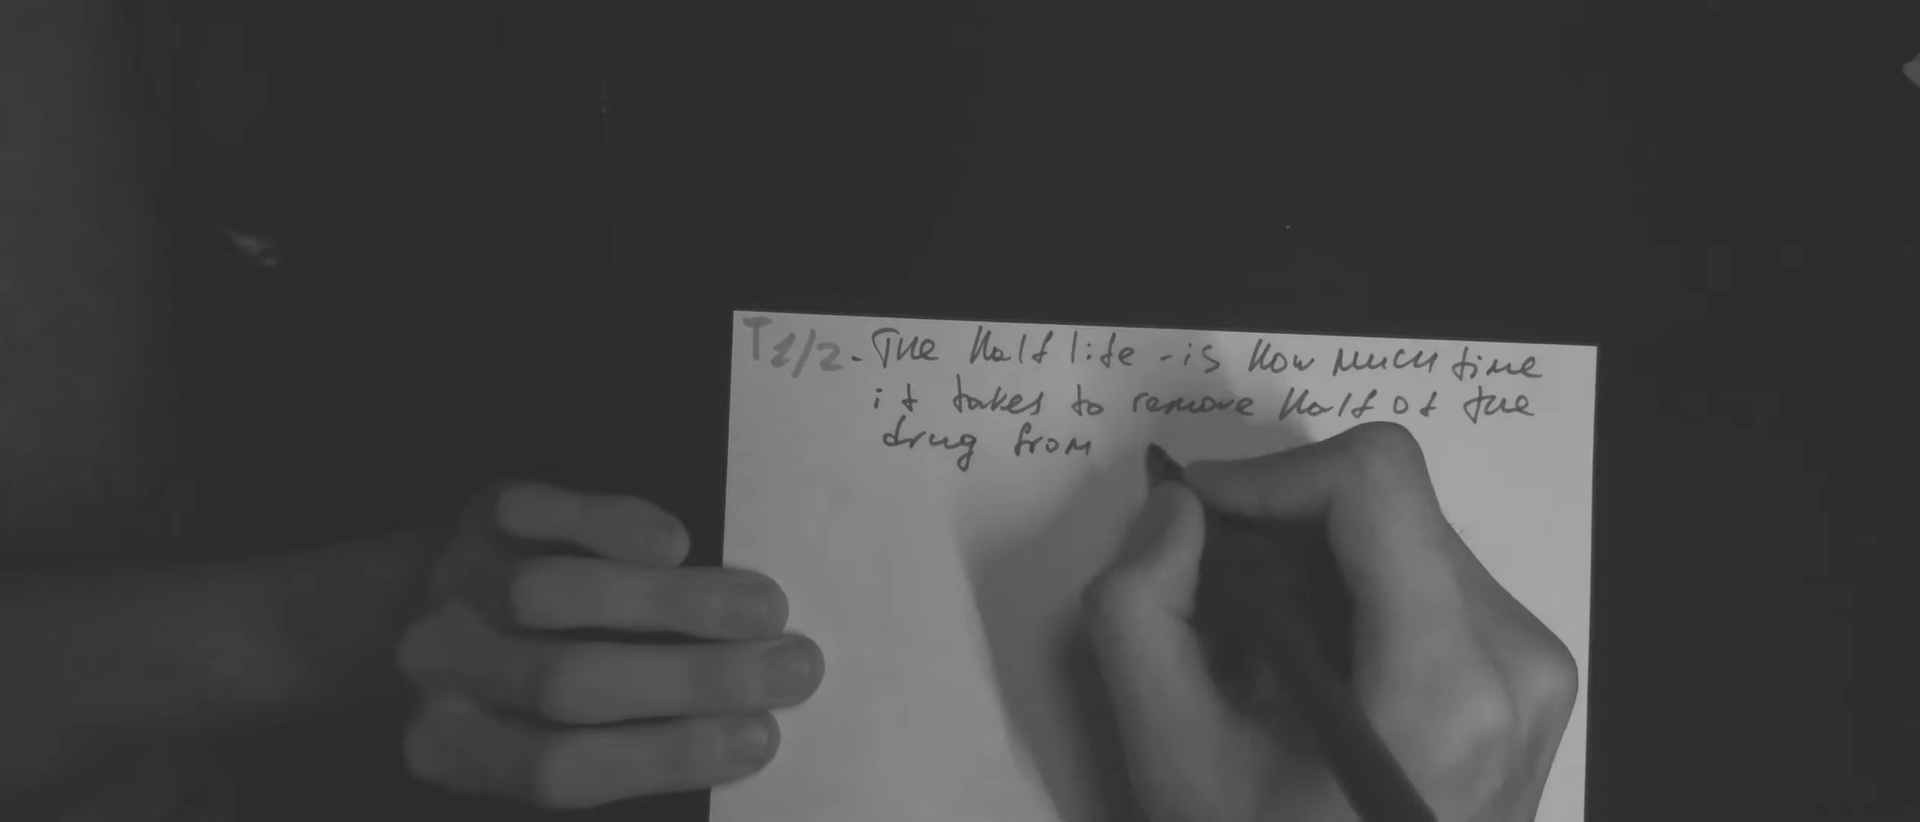 T1/2. The half life - is how much time
it takes to remove half of the
drug from